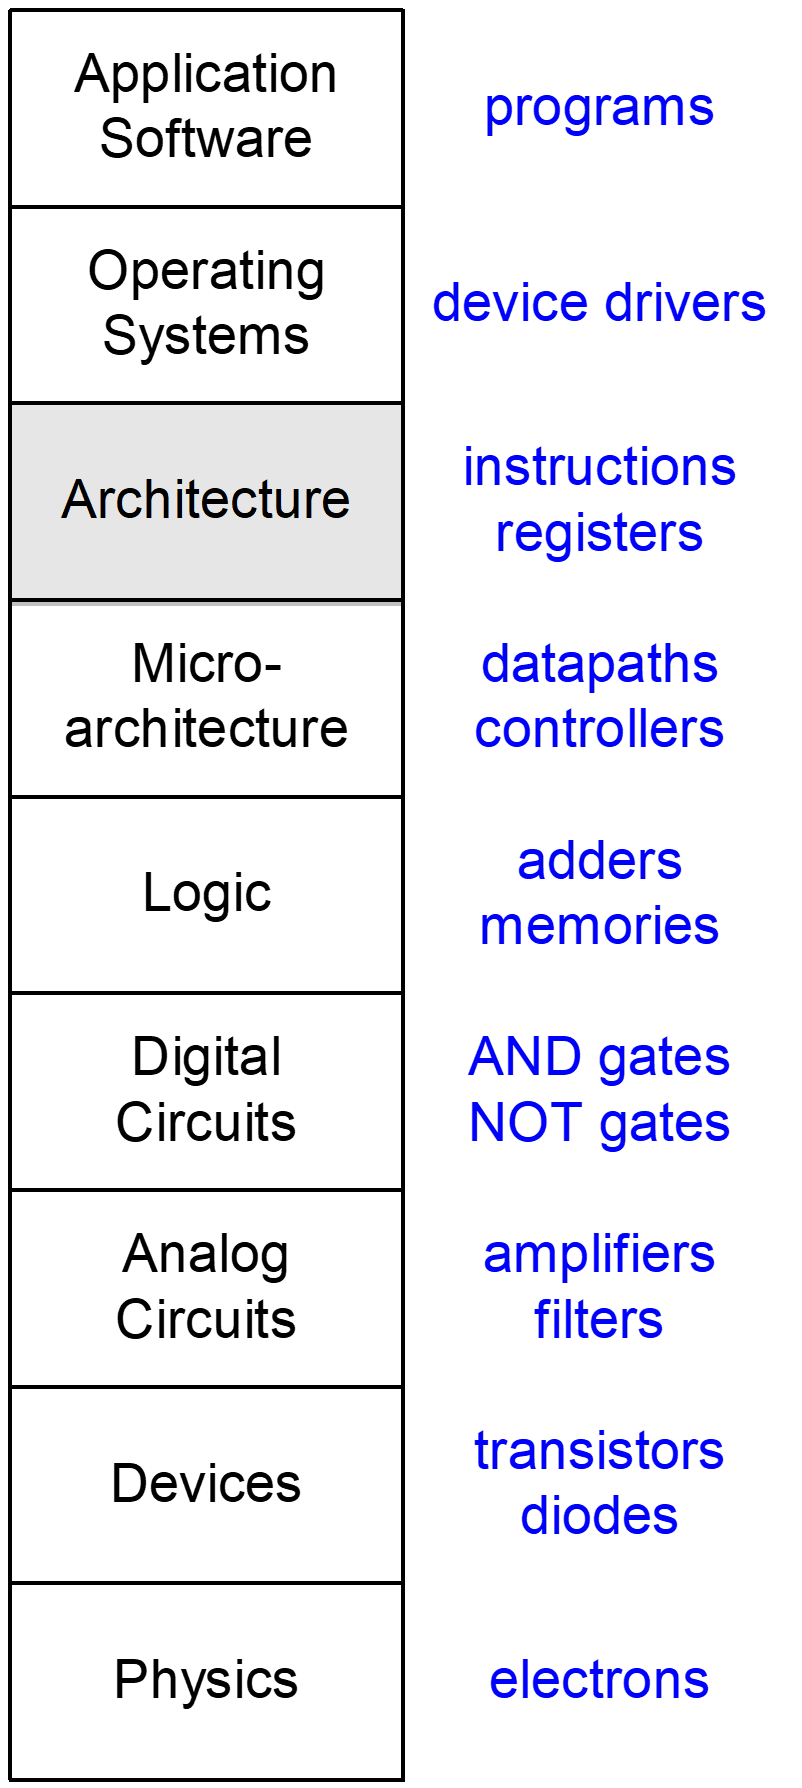 Application
Software
programs
Operating
Systems
device drivers
Architecture
instructions
registers
Micro-
architecture
datapaths
controllers
Logic
adders
memories
Digital
Circuits
AND gates
NOT gates
Analog
Circuits
amplifiers
filters
Devices
transistors
diodes
Physics
electrons